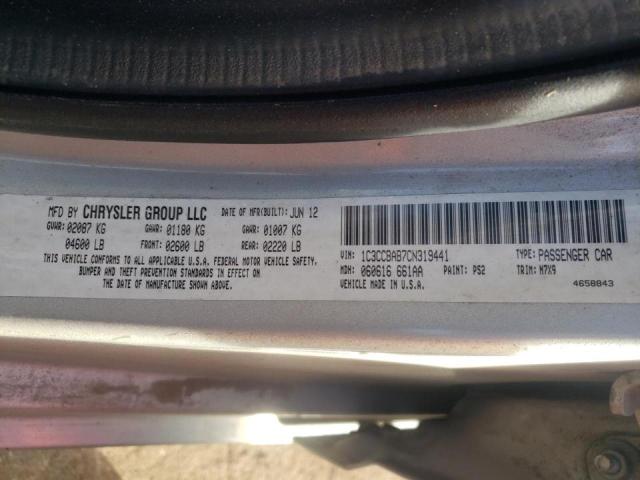 MFD BY CHRYSLER GROUP LLC DATE OF MFR(BUILT): JUN 12
GVWR: 02087 KG GAWR: 01180 KG GAWR: 01007 KG
04600 LB FRONT: 02600 LB REAR: 02220 LB
THIS VEHICLE CONFORMS TO ALL APPLICABLE U.S.A. FEDERAL MOTOR VEHICLE SAFETY,
BUMPER AND THEFT PREVENTION STANDARDS IN EFFECT ON
THE DATE OF MANUFACTURE SHOWN ABOVE.
VIN: 1C3CCBAB7CN319441 TYPE: PASSENGER CAR
MDH: 060616 661AA PAINT: PS2 TRIM: M7X9
VEHICLE MADE IN U.S.A. 4658843